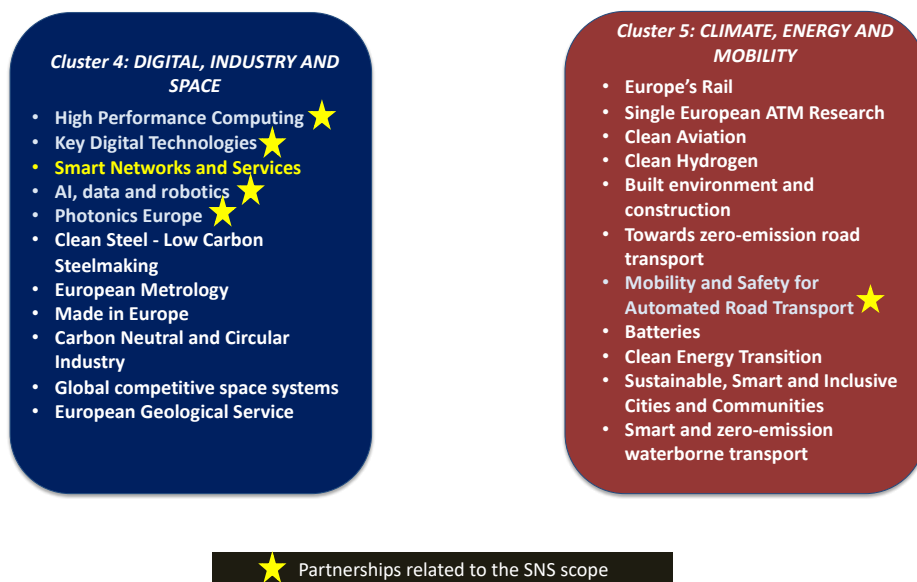 Cluster 4: DIGITAL, INDUSTRY AND
SPACE
• High Performance Computing
• Key Digital Technologies
• Smart Networks and Services
• AI, data and robotics
• Photonics Europe
• Clean Steel - Low Carbon
Steelmaking
• European Metrology
• Made in Europe
• Carbon Neutral and Circular
Industry
• Global competitive space systems
• European Geological Service
Cluster 5: CLIMATE, ENERGY AND
MOBILITY
• Europe’s Rail
• Single European ATM Research
• Clean Aviation
• Clean Hydrogen
• Built environment and
construction
• Towards zero-emission road
transport
• Mobility and Safety for
Automated Road Transport
• Batteries
• Clean Energy Transition
• Sustainable, Smart and Inclusive
Cities and Communities
• Smart and zero-emission
waterborne transport
Partnerships related to the SNS scope